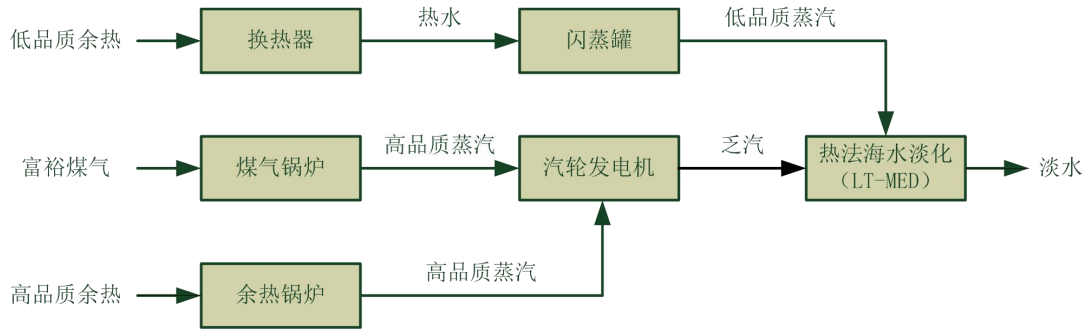 低品质余热
换热器
热水
闪蒸罐
低品质蒸汽
富裕煤气
煤气锅炉
高品质蒸汽
汽轮发电机
乏汽
热法海水淡化
（LT-MED）
淡水
高品质余热
余热锅炉
高品质蒸汽